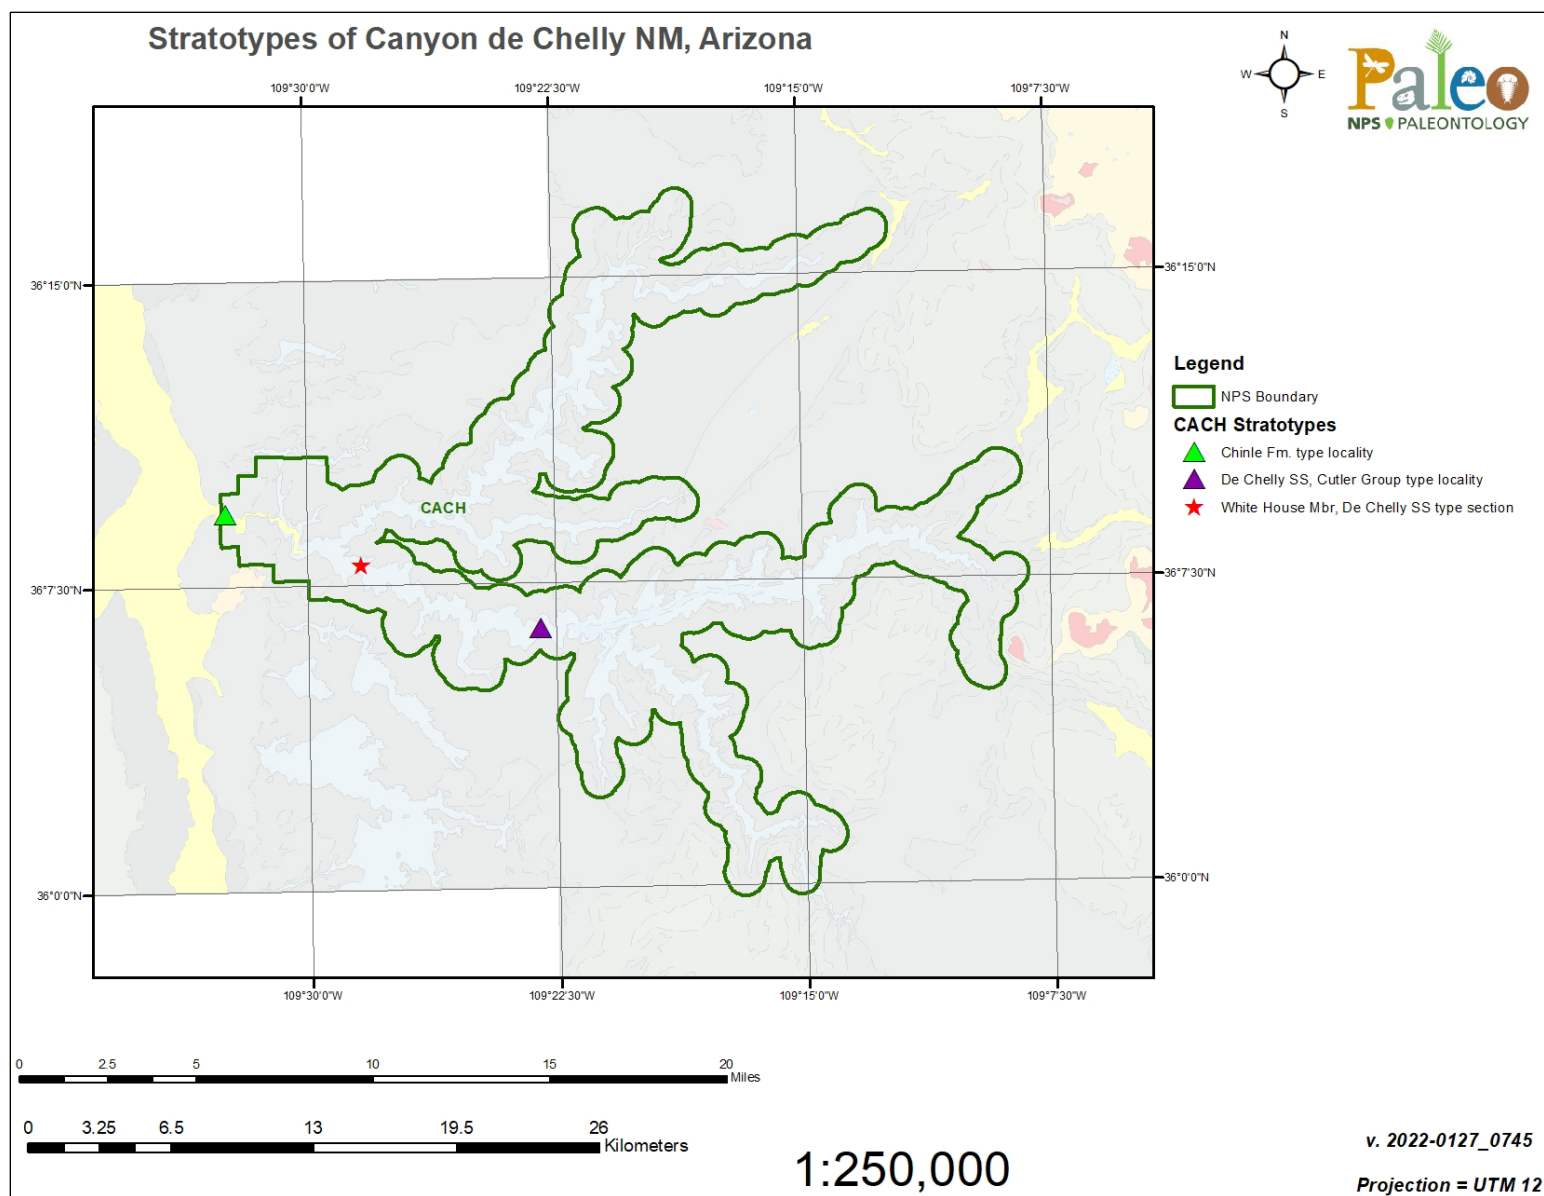 Stratotypes of Canyon de Chelly NM, Arizona
N
W E
S
Paleo
NPS PALEONTOLOGY
109°30'0"W 109°22'30"W 109°15'0"W 109°7'30"W
36°15'0"N 36°15'0"N
Legend
NPS Boundary
CACH Stratotypes
Chinle Fm. type locality
De Chelly SS, Cutler Group type locality
White House Mbr, De Chelly SS type section
CACH
36°7'30"N 36°7'30"N
36°0'0"N 36°0'0"N
109°30'0"W 109°22'30"W 109°15'0"W 109°7'30"W
0 2.5 5 10 15 20
Miles
0 3.25 6.5 13 19.5 26
Kilometers
1:250,000
v. 2022-0127_0745
Projection = UTM 12